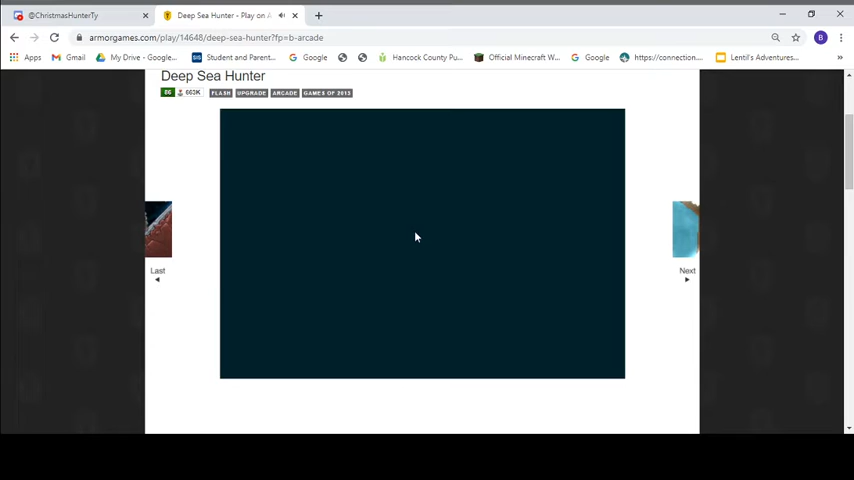 @ChristmasHunterTy
Deep Sea Hunter - Play on A
armorgames.com/play/14648/deep-sea-hunter?fp=b-arcade
B
Apps
Gmail
My Drive - Google...
SIS
Student and Parent...
Google
Hancock County Pu...
Official Minecraft W...
Google
https://connection....
Lentil's Adventures...
»
Deep Sea Hunter
86
663K
FLASH
UPGRADE
ARCADE
GAMES OF 2013
Last
Next